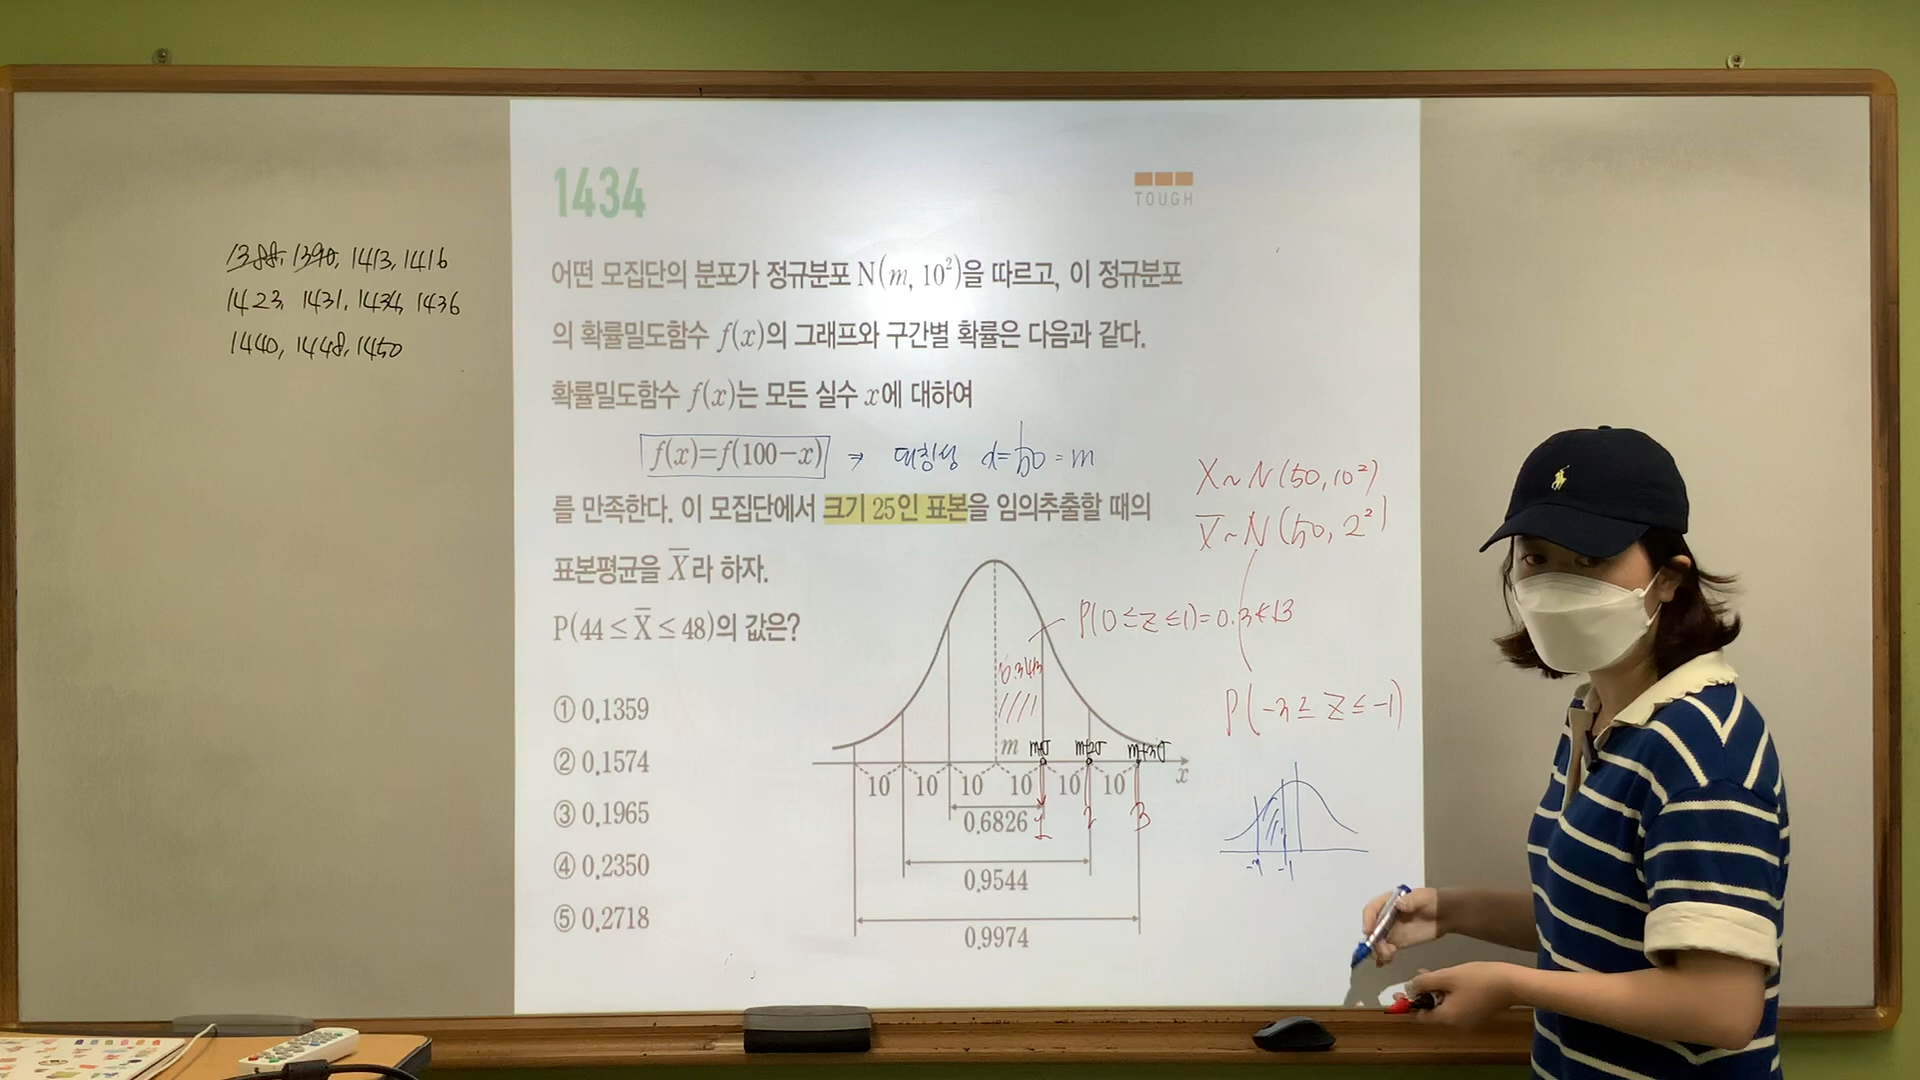 1388, 1390, 1413, 1416
1423, 1431, 1434, 1436
1440, 1448, 1450
1434
TOUGH
어떤 모집단의 분포가 정규분포 N(m, 10²)을 따르고, 이 정규분포
의 확률밀도함수 f(x)의 그래프와 구간별 확률은 다음과 같다.
확률밀도함수 f(x)는 모든 실수 x에 대하여
f(x)=f(100-x) ⇒ 대칭성 x=50=m
를 만족한다. 이 모집단에서 크기 25인 표본을 임의추출할 때의
표본평균을 X̅라 하자.
P(44≤X̅≤48)의 값은?
① 0.1359
② 0.1574
③ 0.1965
④ 0.2350
⑤ 0.2718
0.3413
m m+σ m+2σ m+3σ x
10 10 10 10 10 10
1 2 3
0.6826
0.9544
0.9974
X~N(50, 10²)
X̅~N(50, 2²)
P(0≤Z≤1)=0.3413
P(-3≤Z≤-1)
-3 -1